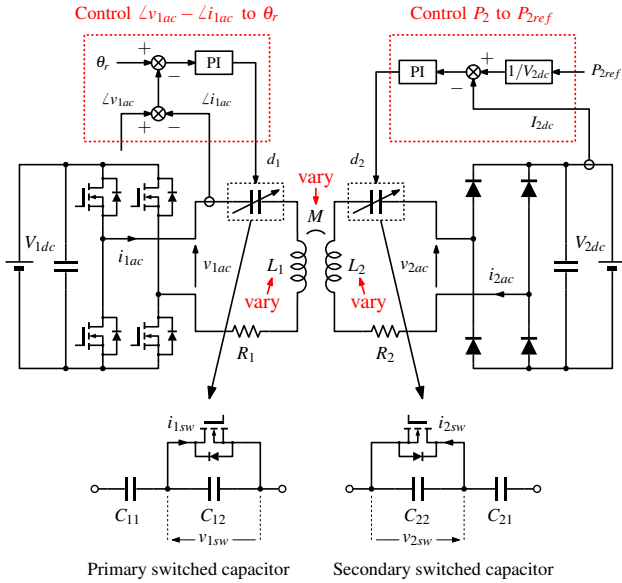 Control ∠v1ac − ∠i1ac to θr
Control P2 to P2ref
θr
+
−
PI
∠v1ac
+
−
∠i1ac
PI
−
+
1/V2dc
P2ref
I2dc
d1
d2
vary
M
V1dc
i1ac
v1ac
L1
vary
R1
L2
vary
v2ac
R2
i2ac
V2dc
i1sw
C11
C12
v1sw
i2sw
C22
C21
v2sw
Primary switched capacitor
Secondary switched capacitor